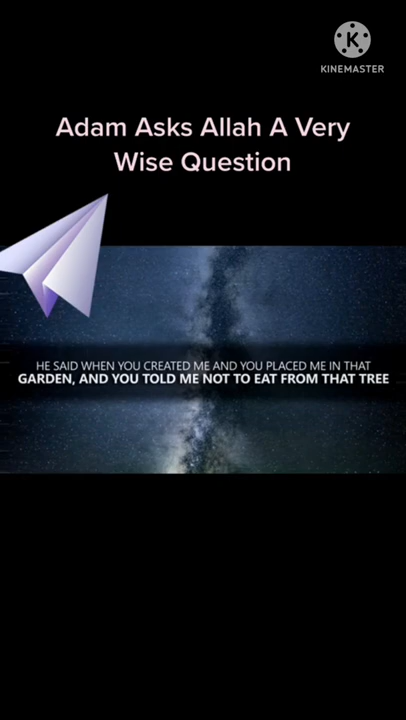 KINEMASTER
Adam Asks Allah A Very
Wise Question
HE SAID WHEN YOU CREATED ME AND YOU PLACED ME IN THAT
GARDEN, AND YOU TOLD ME NOT TO EAT FROM THAT TREE